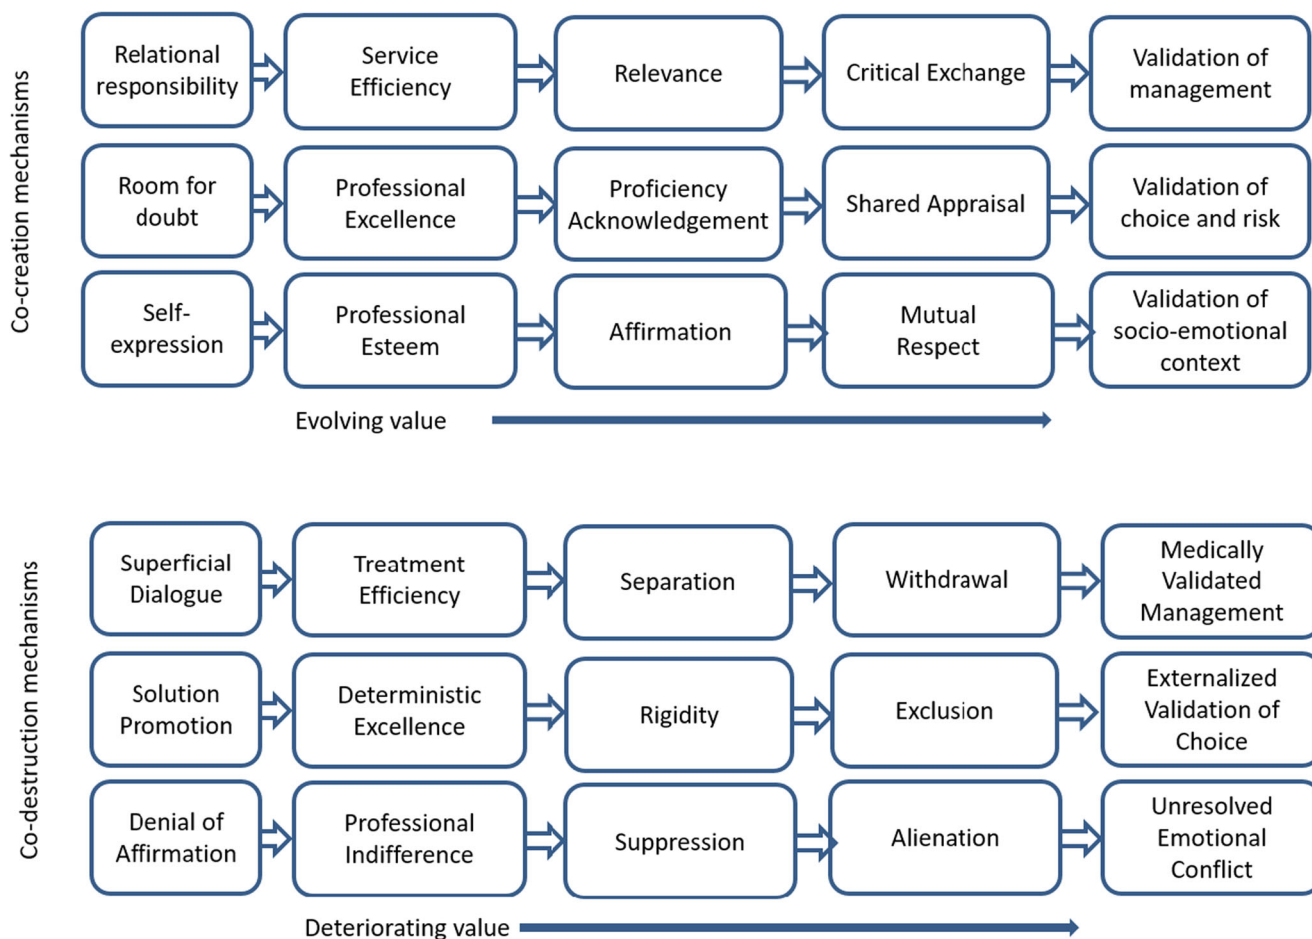 Co-creation mechanisms
Relational
responsibility
Service
Efficiency
Relevance
Critical Exchange
Validation of
management
Room for
doubt
Professional
Excellence
Proficiency
Acknowledgement
Shared Appraisal
Validation of
choice and risk
Self-
expression
Professional
Esteem
Affirmation
Mutual
Respect
Validation of
socio-emotional
context
Evolving value
Co-destruction mechanisms
Superficial
Dialogue
Treatment
Efficiency
Separation
Withdrawal
Medically
Validated
Management
Solution
Promotion
Deterministic
Excellence
Rigidity
Exclusion
Externalized
Validation of
Choice
Denial of
Affirmation
Professional
Indifference
Suppression
Alienation
Unresolved
Emotional
Conflict
Deteriorating value